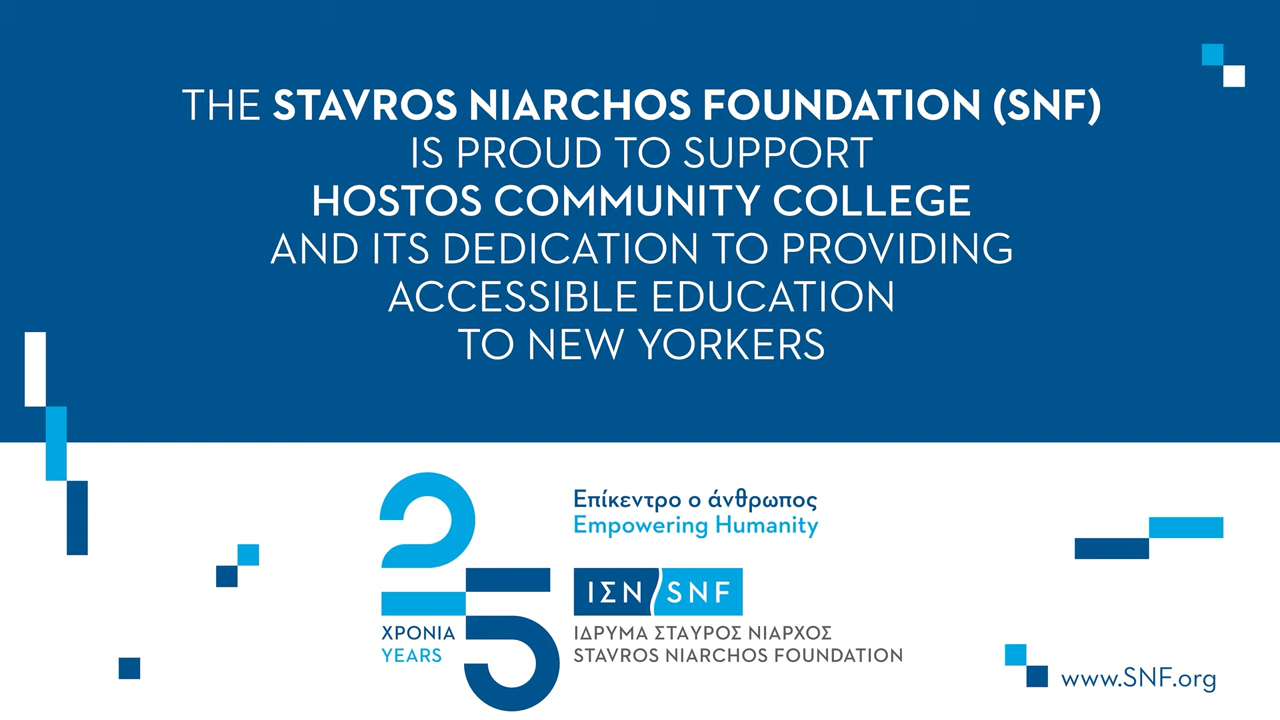 THE STAVROS NIARCHOS FOUNDATION (SNF)
IS PROUD TO SUPPORT
HOSTOS COMMUNITY COLLEGE
AND ITS DEDICATION TO PROVIDING
ACCESSIBLE EDUCATION
TO NEW YORKERS
25
ΧΡΟΝΙΑ
YEARS
Επίκεντρο ο άνθρωπος
Empowering Humanity
ΙΣΝ/SNF
ΙΔΡΥΜΑ ΣΤΑΥΡΟΣ ΝΙΑΡΧΟΣ
STAVROS NIARCHOS FOUNDATION
www.SNF.org